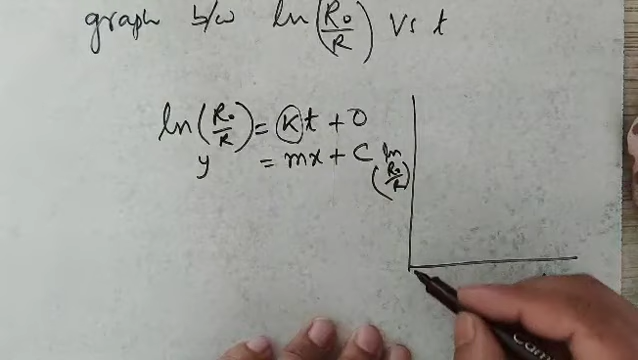 graph b/w ln(R₀/R) Vs t
ln(R₀/R) = Kt + 0
y = mx + C
ln(R₀/R)